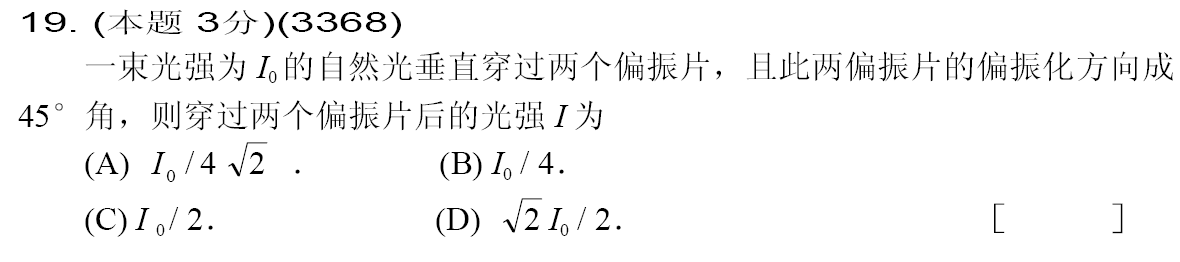 19. (本题 3分)(3368)
一束光强为 I₀的自然光垂直穿过两个偏振片，且此两偏振片的偏振化方向成
45° 角，则穿过两个偏振片后的光强 I 为
(A) I₀ / 4 √2 . (B) I₀ / 4.
(C) I ₀ / 2. (D) √2 I₀ / 2. [ ]